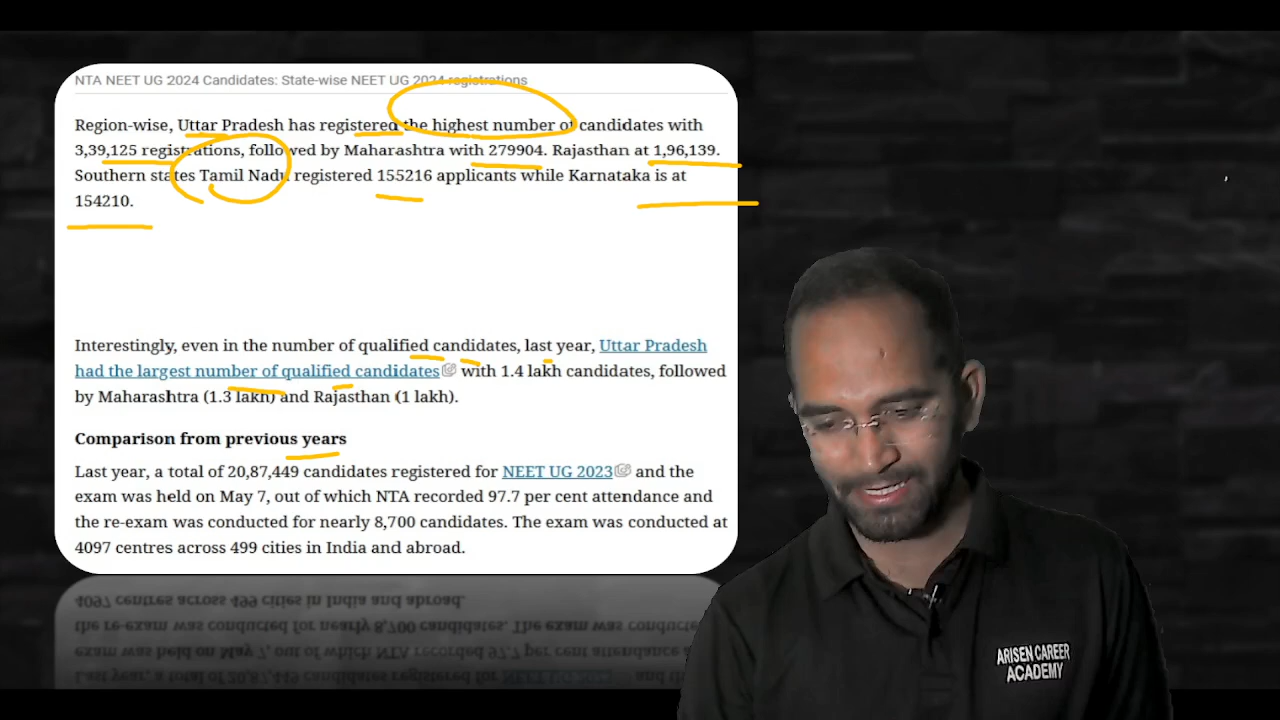 NTA NEET UG 2024 Candidates: State-wise NEET UG 2024 registrations
Region-wise, Uttar Pradesh has registered the highest number of candidates with
3,39,125 registrations, followed by Maharashtra with 279904. Rajasthan at 1,96,139.
Southern states Tamil Nadu registered 155216 applicants while Karnataka is at
154210.
Interestingly, even in the number of qualified candidates, last year, Uttar Pradesh
had the largest number of qualified candidates with 1.4 lakh candidates, followed
by Maharashtra (1.3 lakh) and Rajasthan (1 lakh).
Comparison from previous years
Last year, a total of 20,87,449 candidates registered for NEET UG 2023 and the
exam was held on May 7, out of which NTA recorded 97.7 per cent attendance and
the re-exam was conducted for nearly 8,700 candidates. The exam was conducted at
4097 centres across 499 cities in India and abroad.
ARISEN CAREER
ACADEMY